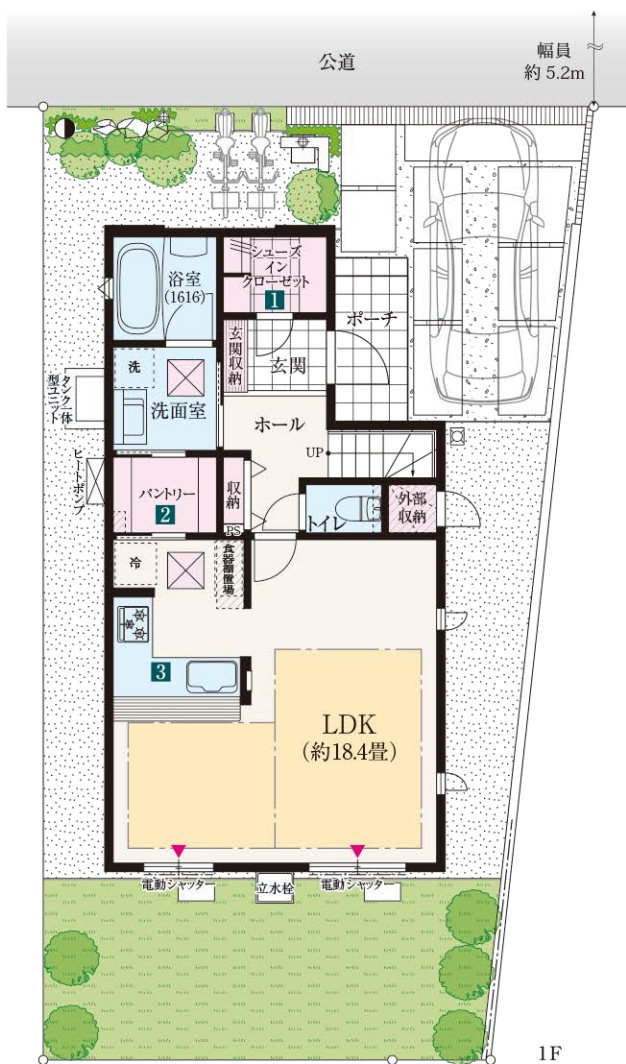 公道
幅員
約 5.2m
浴室
(1616)
シューズ
イン
クローゼット
1
ポーチ
玄関収納
玄関
洗
洗面室
タンク一体
型ユニット
ホール
UP
ヒートポンプ
パントリー
2
収納
PS
トイレ
外部
収納
冷
食器棚置場
3
LDK
(約18.4畳)
電動シャッター
立水栓
電動シャッター
1F